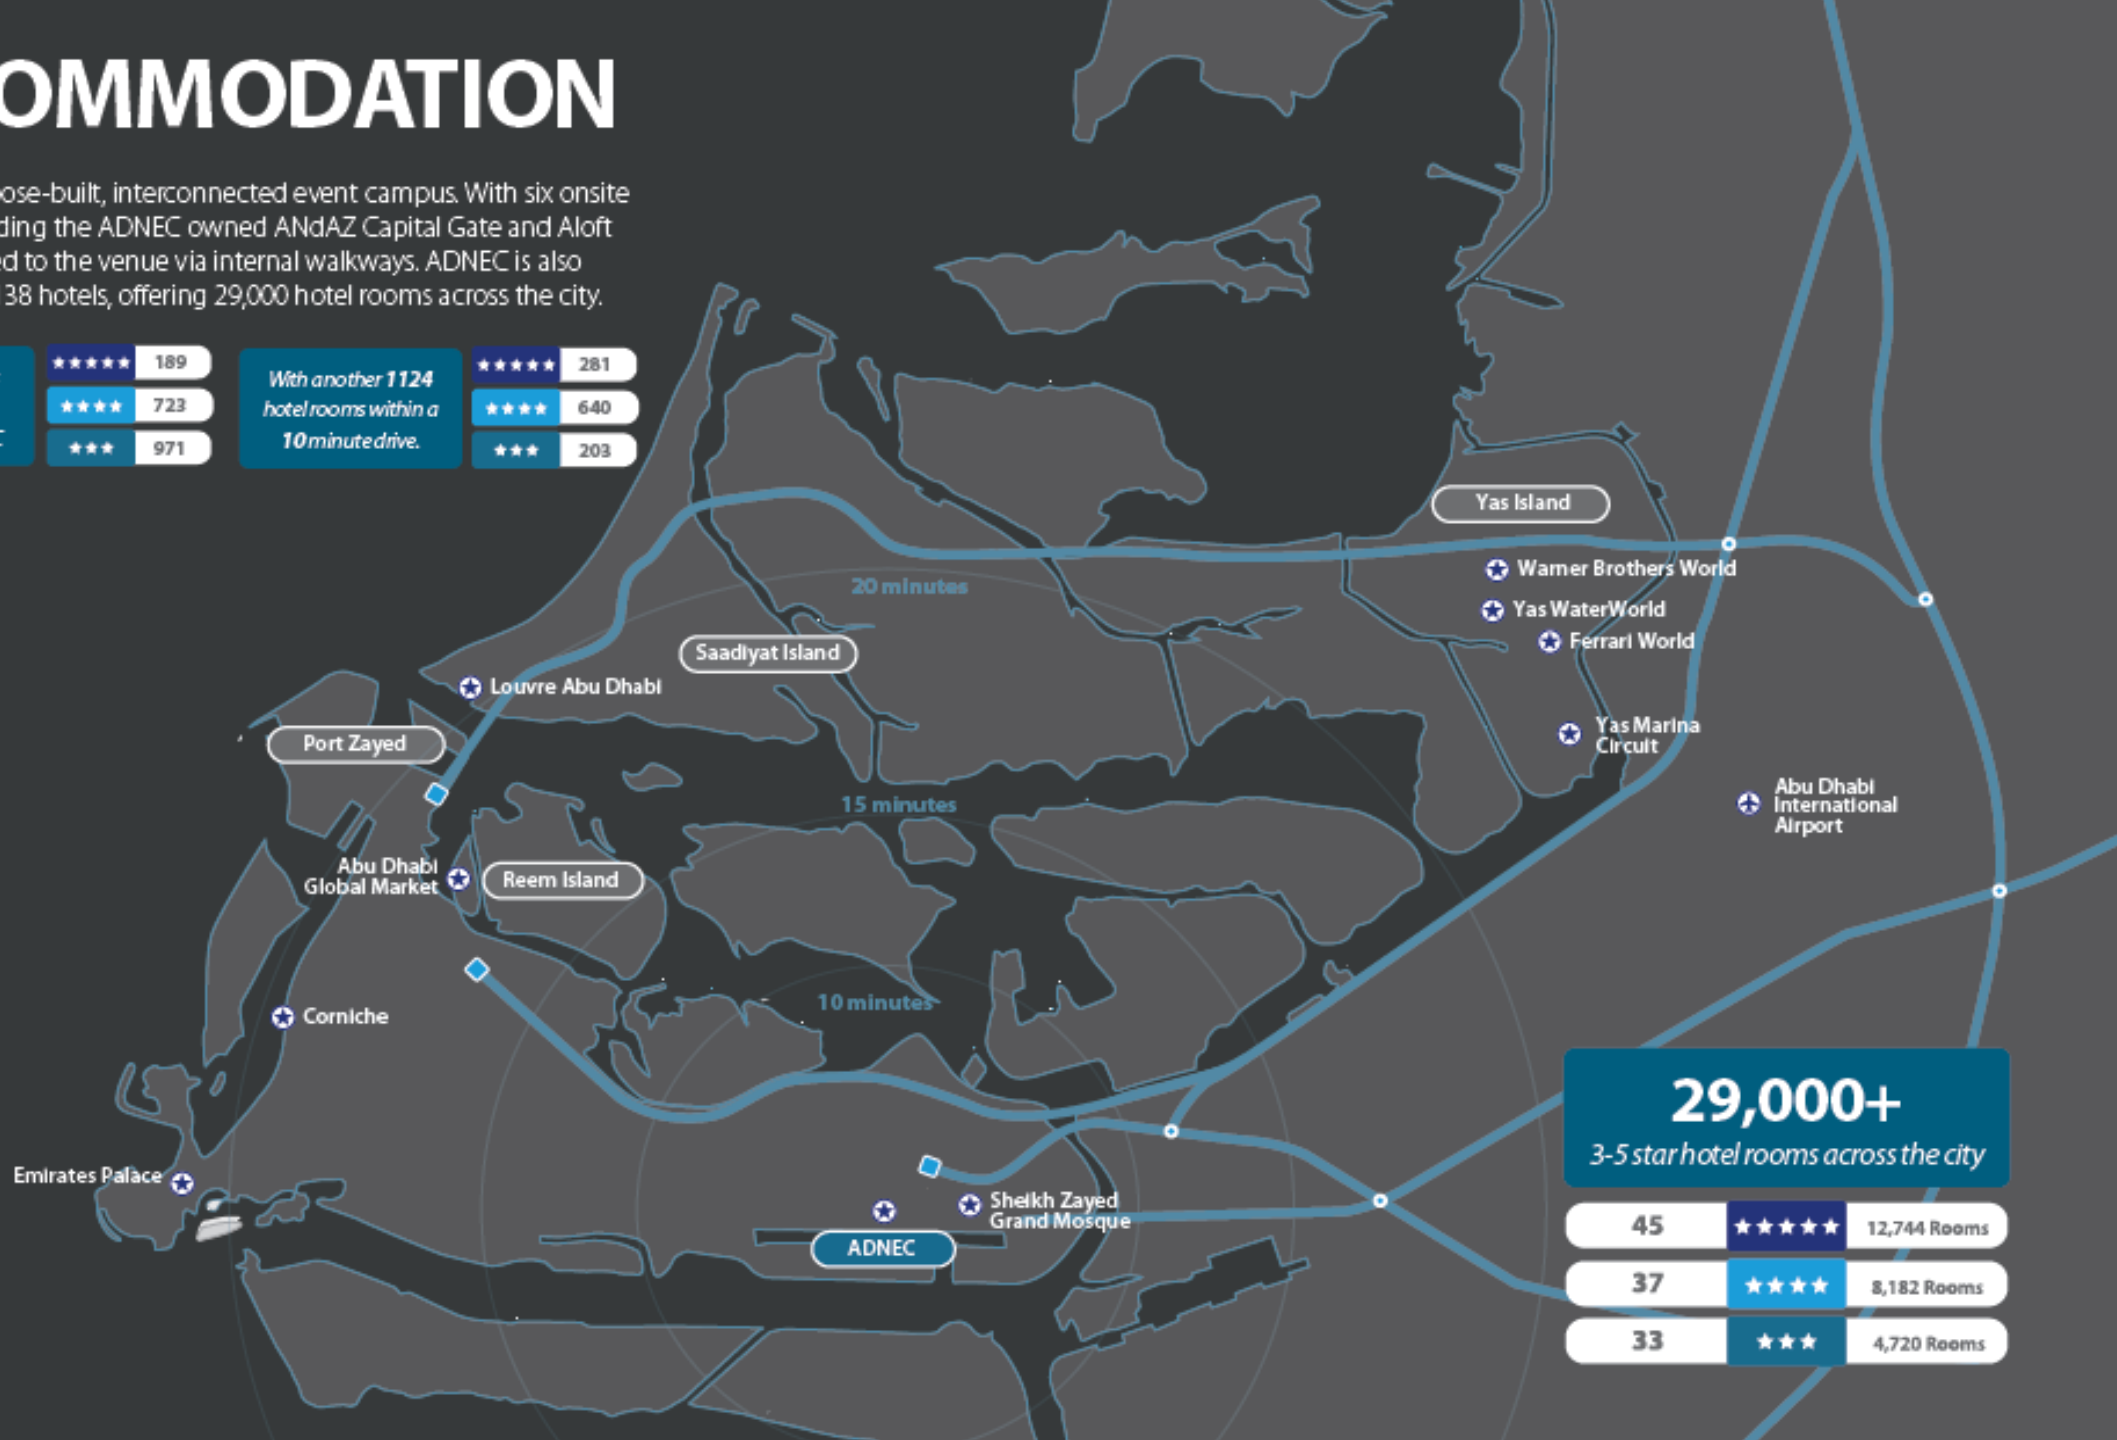 OMMODATION
ose-built, interconnected event campus. With six onsite
ding the ADNEC owned ANdAZ Capital Gate and Aloft
ed to the venue via internal walkways. ADNEC is also
138 hotels, offering 29,000 hotel rooms across the city.
189
723
971
With another 1124
hotel rooms within a
10 minute drive.
281
640
203
Yas Island
Warner Brothers World
Yas WaterWorld
Ferrari World
20 minutes
Saadiyat Island
Louvre Abu Dhabi
Port Zayed
Yas Marina
Circuit
Abu Dhabi
International
Airport
15 minutes
Abu Dhabi
Global Market
Reem Island
10 minutes
Corniche
Emirates Palace
Sheikh Zayed
Grand Mosque
ADNEC
29,000+
3-5 star hotel rooms across the city
45 12,744 Rooms
37 8,182 Rooms
33 4,720 Rooms